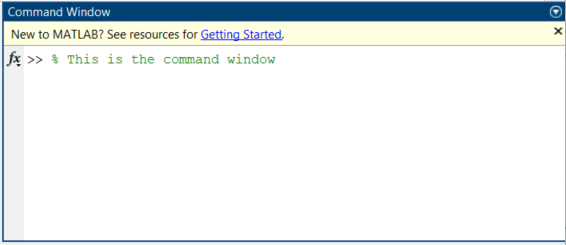 Command Window
New to MATLAB? See resources for Getting Started.
fx >> % This is the command window